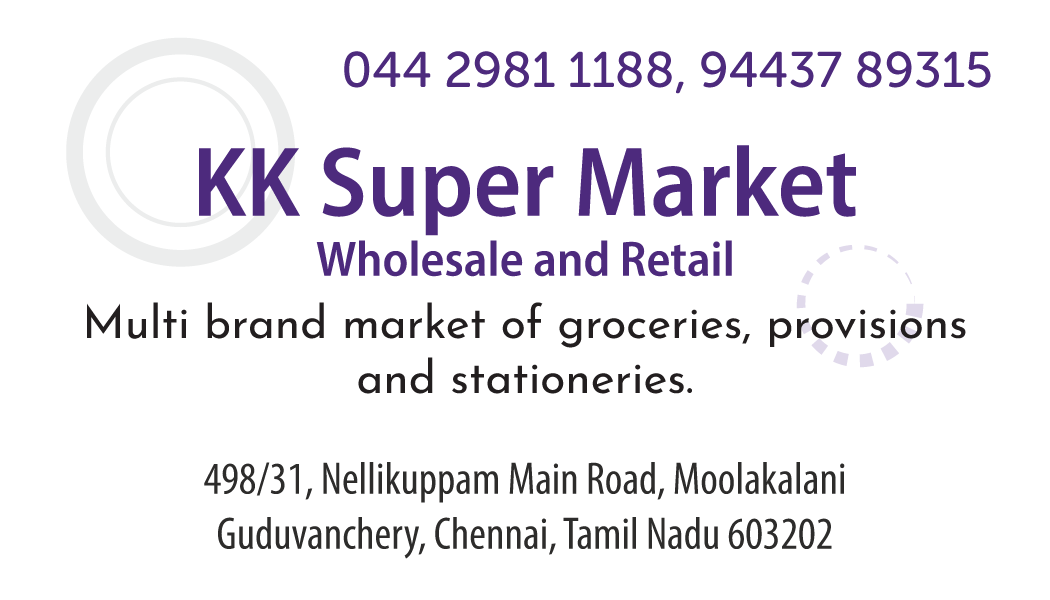 044 2981 1188, 94437 89315
KK Super Market
Wholesale and Retail
Multi brand market of groceries, provisions
and stationeries.
498/31, Nellikuppam Main Road, Moolakalani
Guduvanchery, Chennai, Tamil Nadu 603202